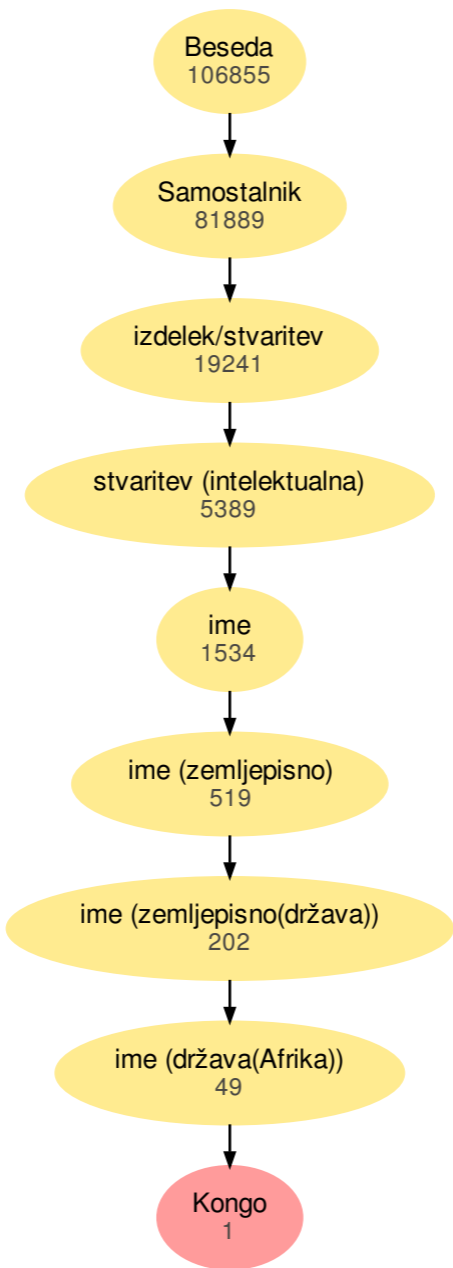 Beseda
106855
Samostalnik
81889
izdelek/stvaritev
19241
stvaritev (intelektualna)
5389
ime
1534
ime (zemljepisno)
519
ime (zemljepisno(država))
202
ime (država(Afrika))
49
Kongo
1